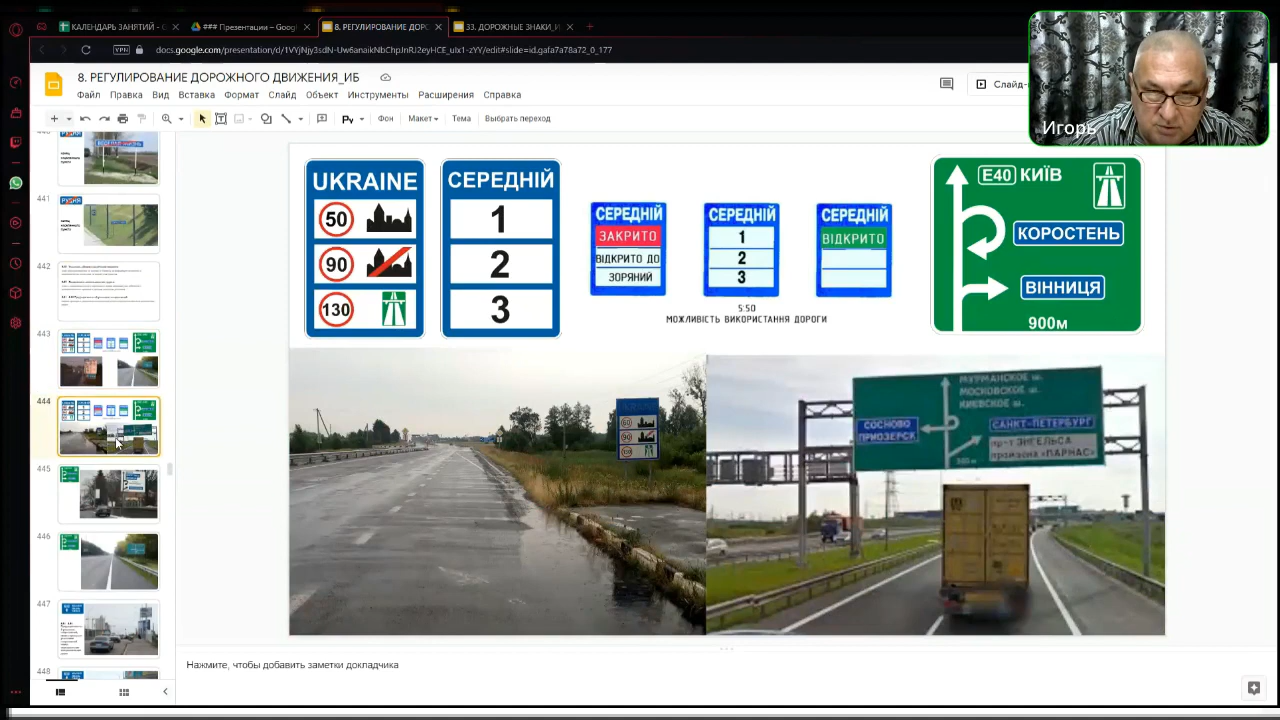 КАЛЕНДАРЬ ЗАНЯТИЙ - G
### Презентации – Google
8. РЕГУЛИРОВАНИЕ ДОРО
33. ДОРОЖНЫЕ ЗНАКИ_И
VPN
docs.google.com/presentation/d/1VYjNjy3sdN-Uw6anaikNbChpJnRU2eyHCE_ulx1-zYY/edit#slide=id.gafa7a78a72_0_177
8. РЕГУЛИРОВАНИЕ ДОРОЖНОГО ДВИЖЕНИЯ_ИБ
Файл Правка Вид Вставка Формат Слайд Объект Инструменты Расширения Справка
Слайд-
Игорь
Фон Макет Тема Выбрать переход
441
442
443
444
445
446
447
448
UKRAINE
50
90
130
СЕРЕДНІЙ
1
2
3
СЕРЕДНІЙ
ЗАКРИТО
ВІДКРИТО ДО
ЗОРЯНИЙ
СЕРЕДНІЙ
1
2
3
СЕРЕДНІЙ
ВІДКРИТО
5:50
МОЖЛИВІСТЬ ВИКОРИСТАННЯ ДОРОГИ
E40 КИЇВ
КОРОСТЕНЬ
ВІННИЦЯ
900м
МУРМАНСКОЕ ш.
МОСКОВСКОЕ ш.
КИЕВСКОЕ ш.
СОСНОВО
ПРИОЗЕРСК
САНКТ-ПЕТЕРБУРГ
пр-т ЭНГЕЛЬСА
промзона «ПАРНАС»
Нажмите, чтобы добавить заметки докладчика